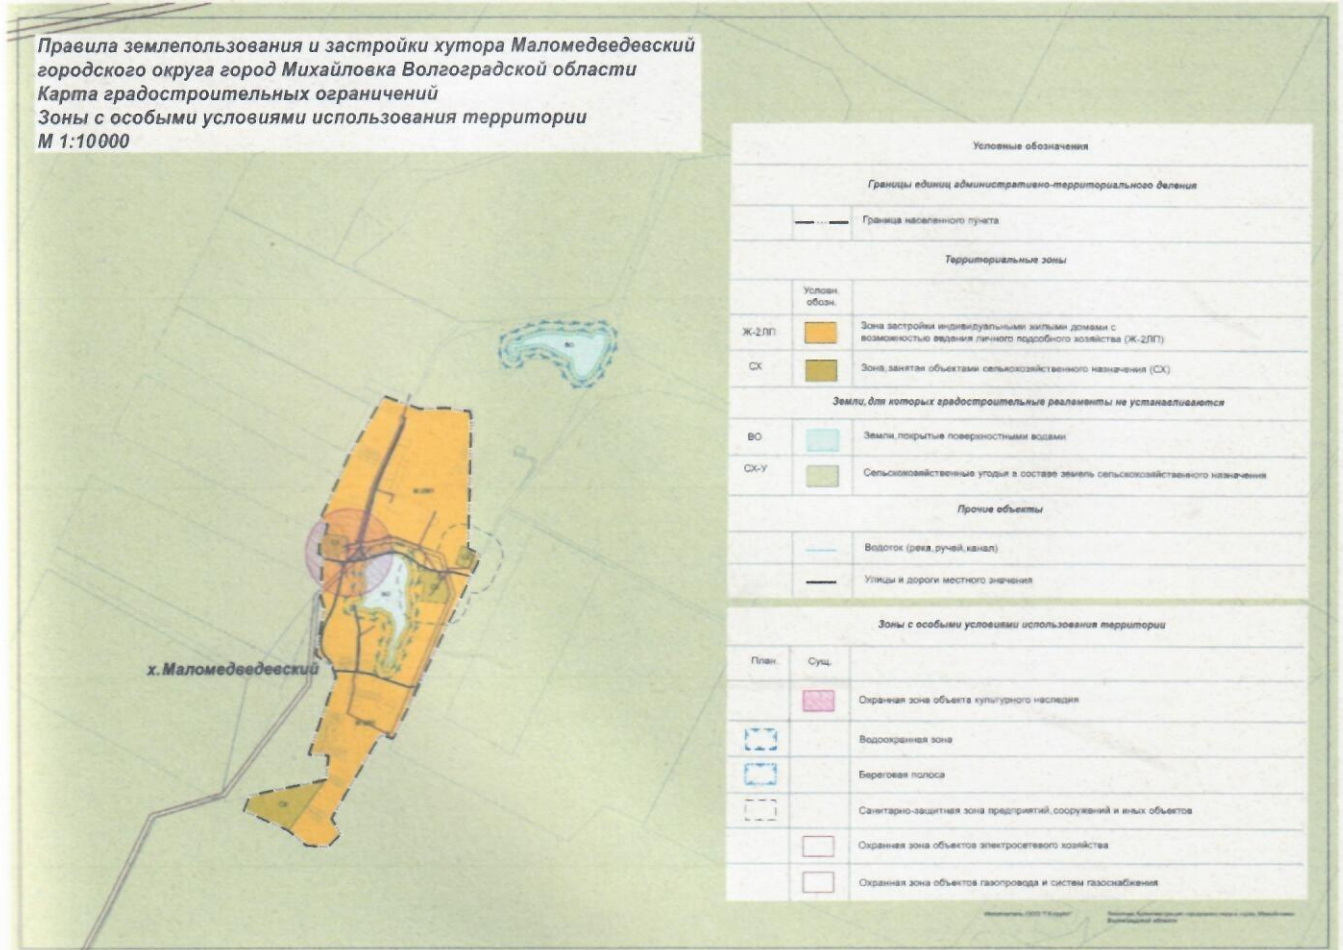 Правила землепользования и застройки хутора Маломедведевский
городского округа город Михайловка Волгоградской области
Карта градостроительных ограничений
Зоны с особыми условиями использования территории
М 1:10000
Условные обозначения
Границы единиц административно-территориального деления
Граница населенного пункта
Территориальные зоны
Условн.
обозн.
Ж-2ЛП
Зона застройки индивидуальными жилыми домами с
возможностью ведения личного подсобного хозяйства (Ж-2ЛП)
СХ
Зона, занятая объектами сельскохозяйственного назначения (СХ)
Земли, для которых градостроительные регламенты не устанавливаются
ВО
Земли, покрытые поверхностными водами
СХ-У
Сельскохозяйственные угодья в составе земель сельскохозяйственного назначения
Прочие объекты
Водоток (река, ручей, канал)
Улицы и дороги местного значения
Зоны с особыми условиями использования территории
План. Сущ.
Охранная зона объекта культурного наследия
Водоохранная зона
Береговая полоса
Санитарно-защитная зона предприятий, сооружений и иных объектов
Охранная зона объектов электросетевого хозяйства
Охранная зона объектов газопровода и систем газоснабжения
ВО
ВО
х. Маломедведевский
СХ